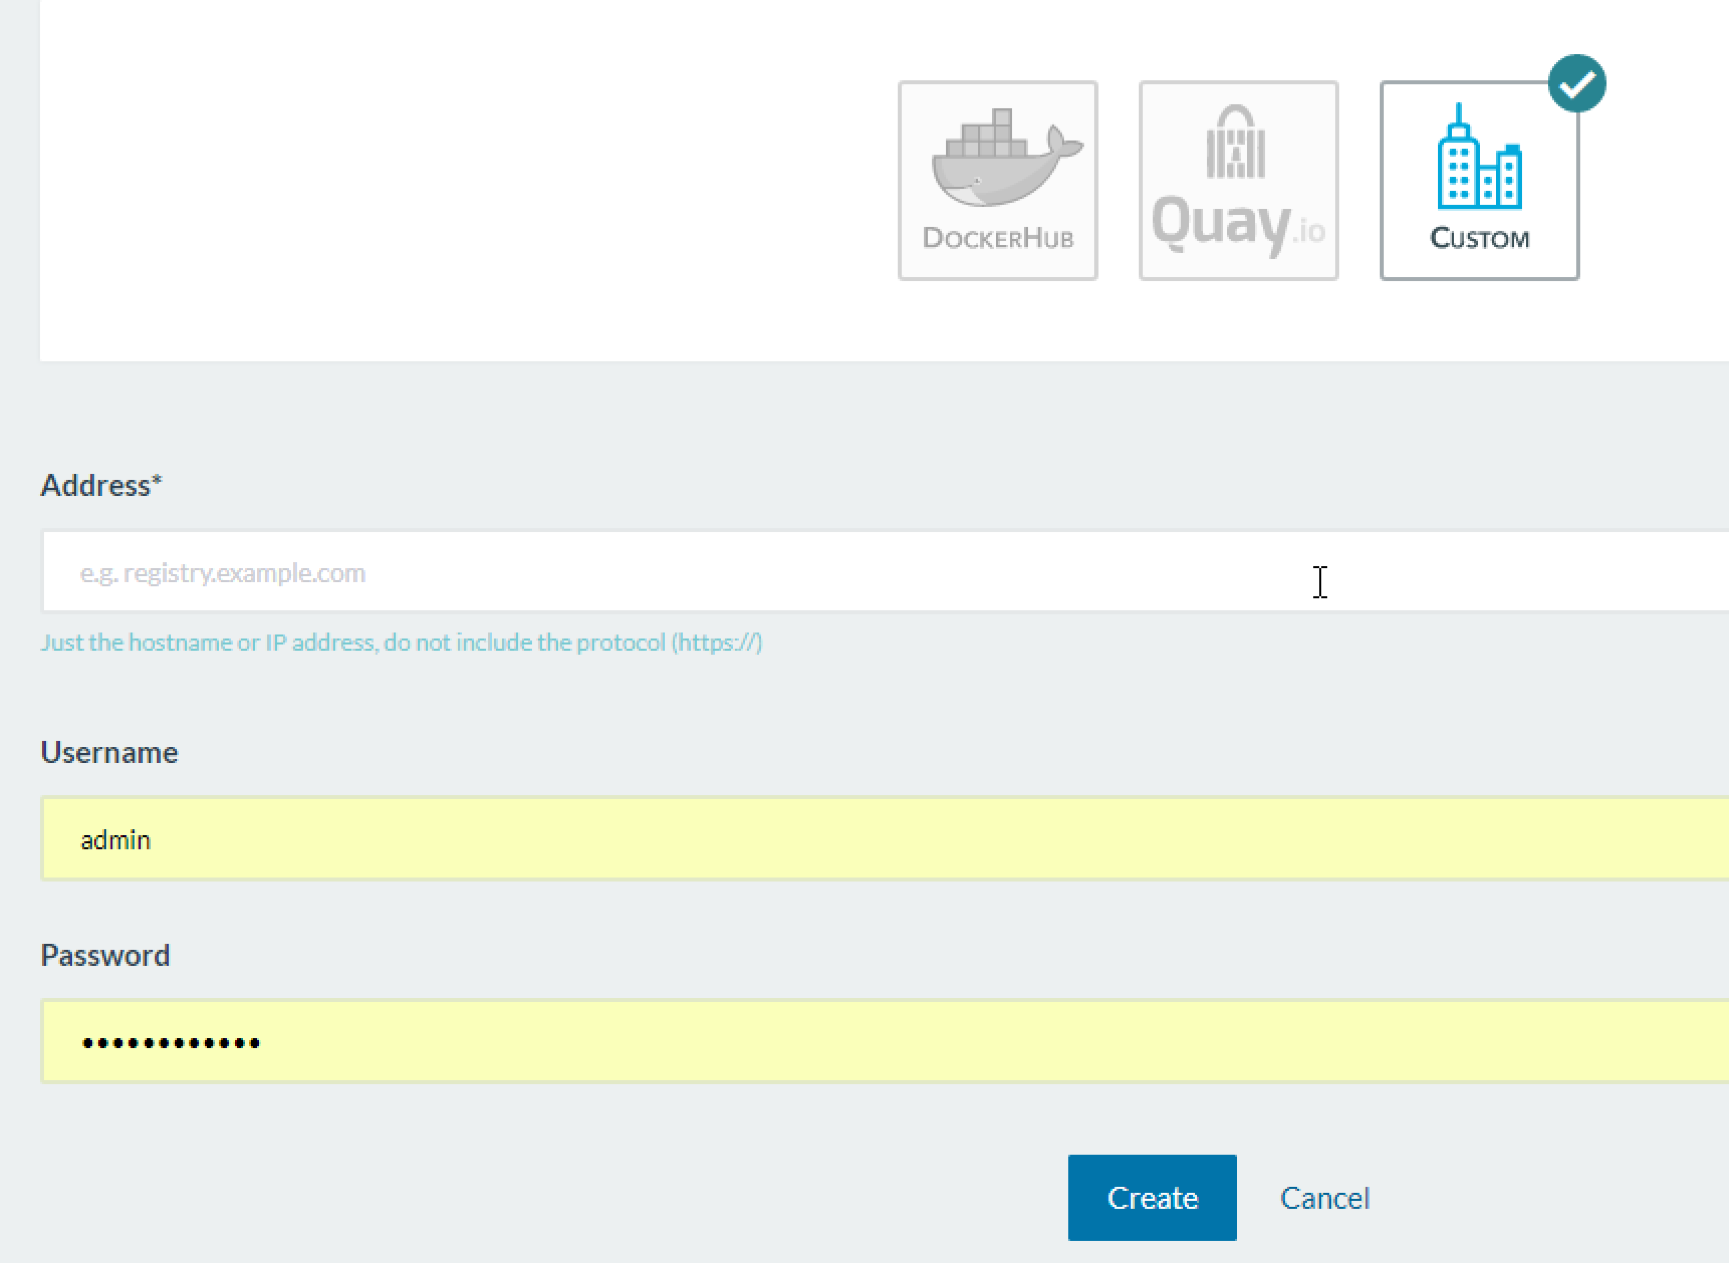 DOCKERHUB
Quay.io
CUSTOM
Address*
e.g. registry.example.com
Just the hostname or IP address, do not include the protocol (https://)
Username
admin
Password
••••••••••••
Create
Cancel